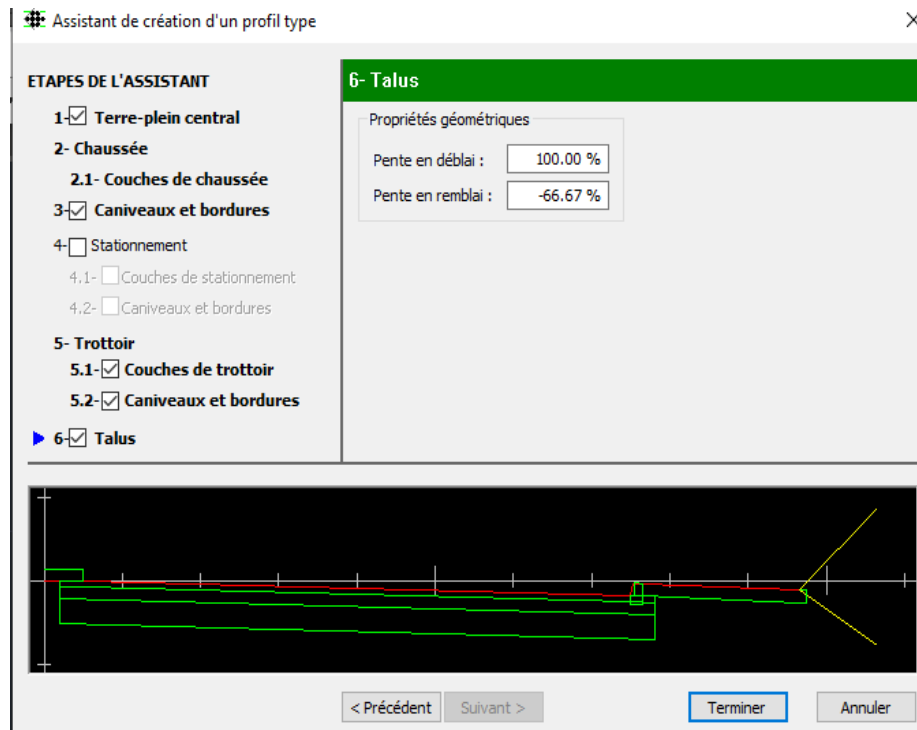 Assistant de création d'un profil type
ETAPES DE L'ASSISTANT
1- Terre-plein central
2- Chaussée
2.1- Couches de chaussée
3- Caniveaux et bordures
4- Stationnement
4.1- Couches de stationnement
4.2- Caniveaux et bordures
5- Trottoir
5.1- Couches de trottoir
5.2- Caniveaux et bordures
6- Talus
6- Talus
Propriétés géométriques
Pente en déblai : 100.00 %
Pente en remblai : -66.67 %
< Précédent Suivant > Terminer Annuler